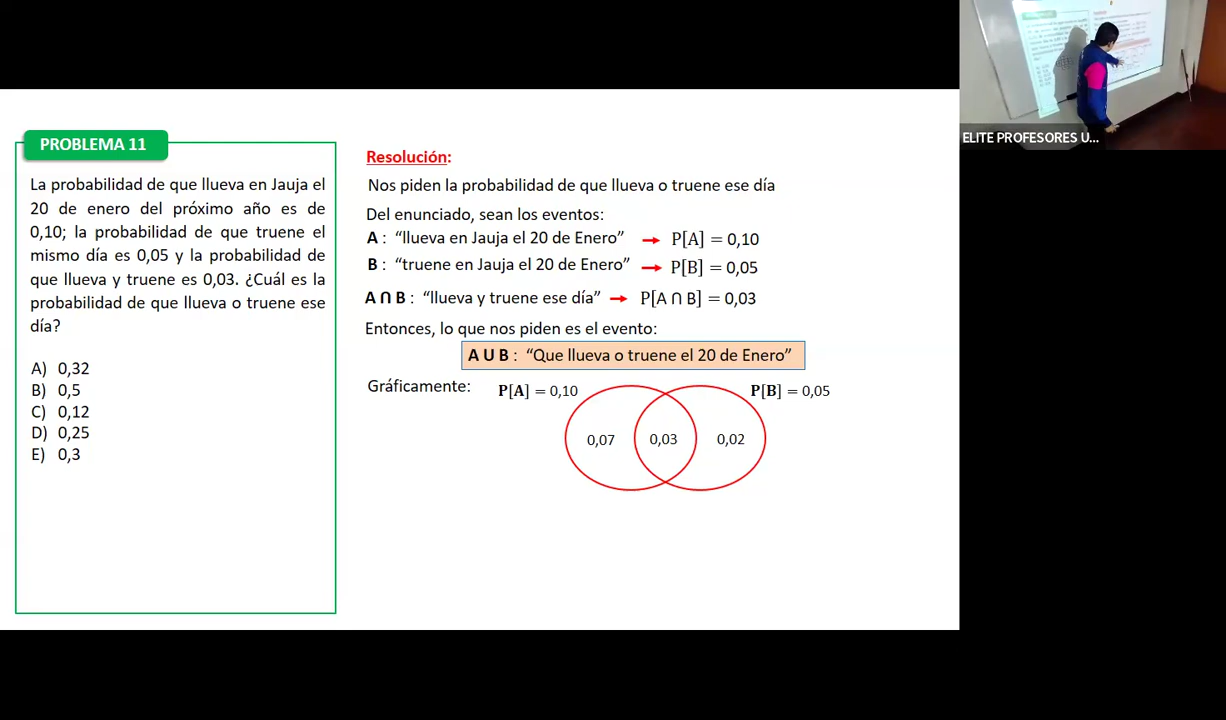 PROBLEMA 11
La probabilidad de que llueva en Jauja el
20 de enero del próximo año es de
0,10; la probabilidad de que truene el
mismo día es 0,05 y la probabilidad de
que llueva y truene es 0,03. ¿Cuál es la
probabilidad de que llueva o truene ese
día?
A) 0,32
B) 0,5
C) 0,12
D) 0,25
E) 0,3
Resolución:
Nos piden la probabilidad de que llueva o truene ese día
Del enunciado, sean los eventos:
A : “llueva en Jauja el 20 de Enero” → P[A] = 0,10
B : “truene en Jauja el 20 de Enero” → P[B] = 0,05
A ∩ B : “llueva y truene ese día” → P[A ∩ B] = 0,03
Entonces, lo que nos piden es el evento:
A U B : “Que llueva o truene el 20 de Enero”
Gráficamente: P[A] = 0,10 P[B] = 0,05
0,07 0,03 0,02
ELITE PROFESORES U...